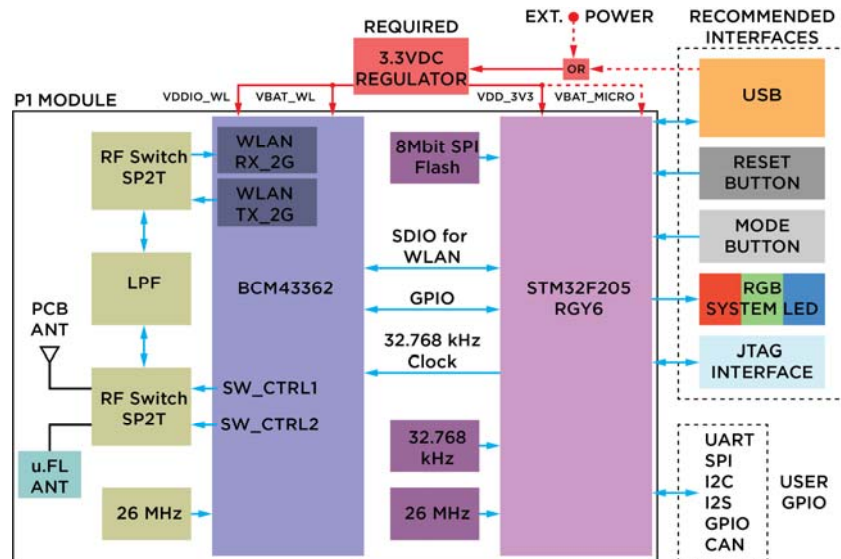 EXT. POWER
RECOMMENDED
INTERFACES
REQUIRED
3.3VDC
REGULATOR
OR
P1 MODULE
VDDIO_WL
VBAT_WL
VDD_3V3
VBAT_MICRO
USB
RF Switch
SP2T
WLAN
RX_2G
WLAN
TX_2G
8Mbit SPI
Flash
RESET
BUTTON
MODE
BUTTON
SDIO for
WLAN
LPF
BCM43362
GPIO
STM32F205
RGY6
RGB
SYSTEM LED
PCB
ANT
32.768 kHz
Clock
JTAG
INTERFACE
RF Switch
SP2T
SW_CTRL1
SW_CTRL2
32.768
kHz
u.FL
ANT
26 MHz
26 MHz
UART
SPI
I2C
I2S
GPIO
CAN
USER
GPIO